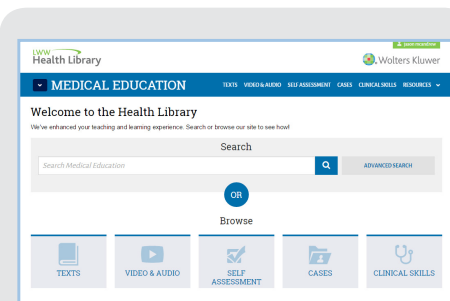 LWW
Health Library
Wolters Kluwer
MEDICAL EDUCATION
TEXTS VIDEO & AUDIO SELF ASSESSMENT CASES CLINICAL SKILLS RESOURCES
Welcome to the Health Library
We've enhanced your teaching and learning experience. Search or browse our site to see how!
Search
Search Medical Education
ADVANCED SEARCH
OR
Browse
TEXTS
VIDEO & AUDIO
SELF
ASSESSMENT
CASES
CLINICAL SKILLS